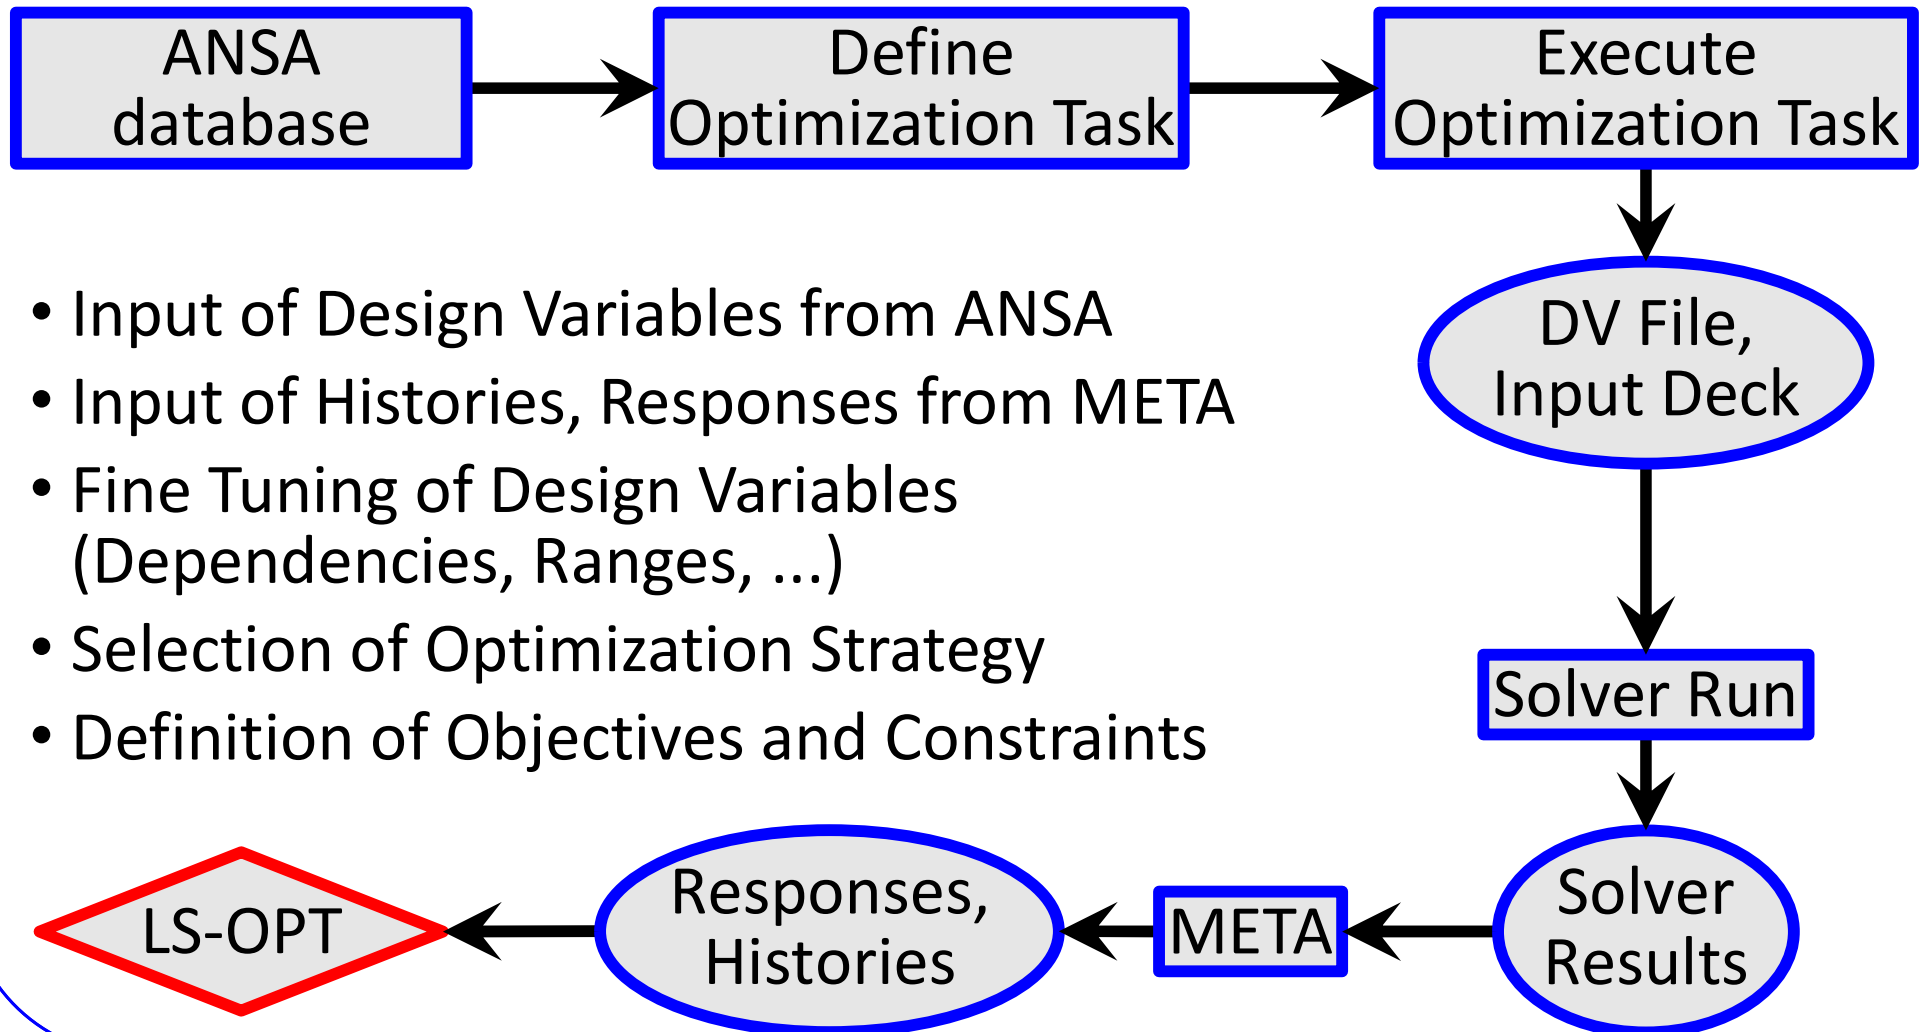 ANSA
database
Define
Optimization Task
Execute
Optimization Task
DV File,
Input Deck
• Input of Design Variables from ANSA
• Input of Histories, Responses from META
• Fine Tuning of Design Variables
(Dependencies, Ranges, ...)
• Selection of Optimization Strategy
• Definition of Objectives and Constraints
Solver Run
Solver
Results
META
Responses,
Histories
LS-OPT